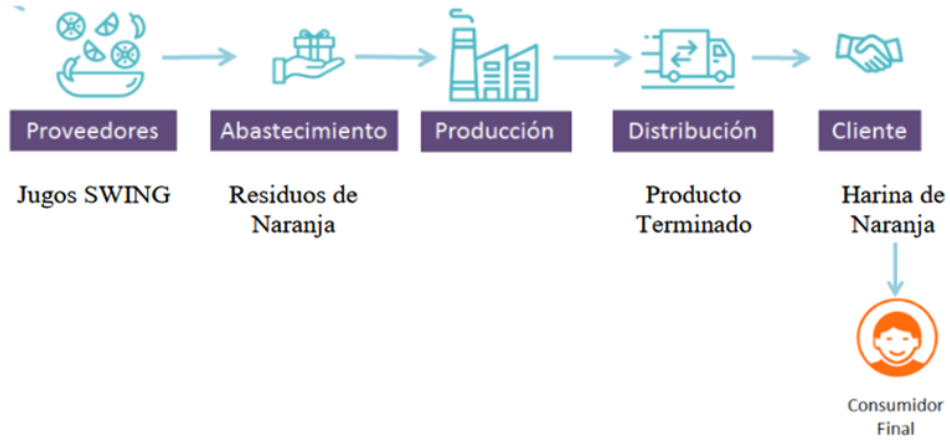 Proveedores
Abastecimiento
Producción
Distribución
Cliente
Jugos SWING
Residuos de
Naranja
Producto
Terminado
Harina de
Naranja
Consumidor
Final